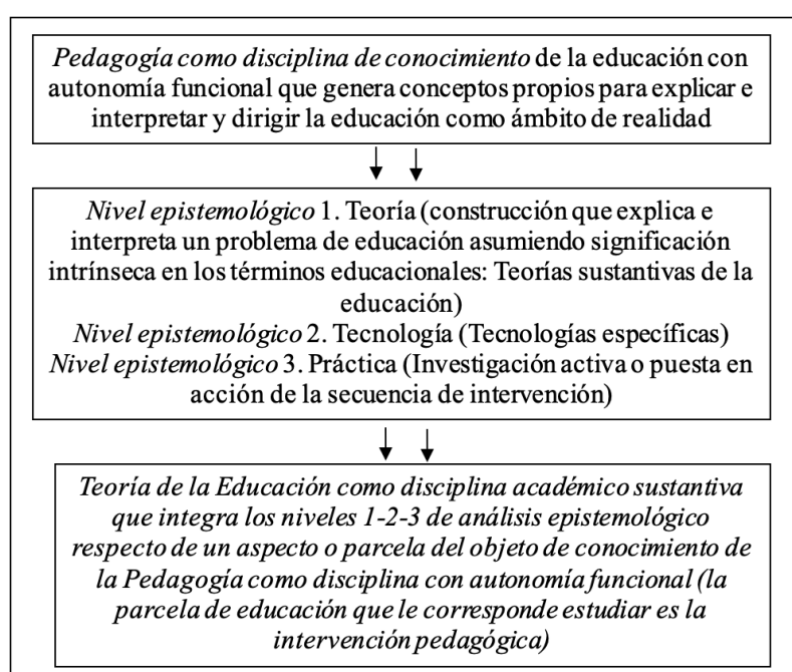 Pedagogía como disciplina de conocimiento de la educación con
autonomía funcional que genera conceptos propios para explicar e
interpretar y dirigir la educación como ámbito de realidad
Nivel epistemológico 1. Teoría (construcción que explica e
interpreta un problema de educación asumiendo significación
intrínseca en los términos educacionales: Teorías sustantivas de la
educación)
Nivel epistemológico 2. Tecnología (Tecnologías específicas)
Nivel epistemológico 3. Práctica (Investigación activa o puesta en
acción de la secuencia de intervención)
Teoría de la Educación como disciplina académico sustantiva
que integra los niveles 1-2-3 de análisis epistemológico
respecto de un aspecto o parcela del objeto de conocimiento de
la Pedagogía como disciplina con autonomía funcional (la
parcela de educación que le corresponde estudiar es la
intervención pedagógica)